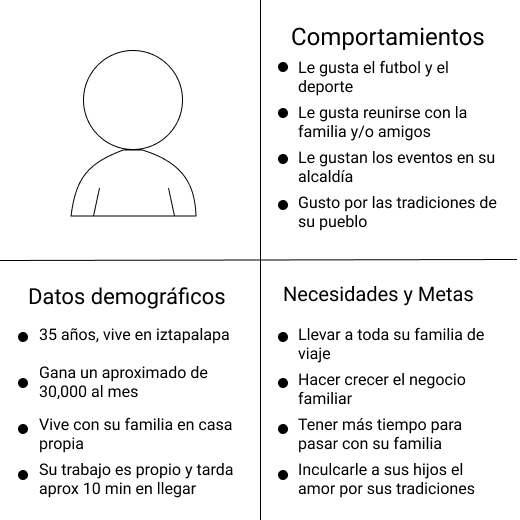 Comportamientos
Le gusta el futbol y el
deporte
Le gusta reunirse con la
familia y/o amigos
Le gustan los eventos en su
alcaldía
Gusto por las tradiciones de
su pueblo
Datos demográficos
35 años, vive en iztapalapa
Gana un aproximado de
30,000 al mes
Vive con su familia en casa
propia
Su trabajo es propio y tarda
aprox 10 min en llegar
Necesidades y Metas
Llevar a toda su familia de
viaje
Hacer crecer el negocio
familiar
Tener más tiempo para
pasar con su familia
Inculcarle a sus hijos el
amor por sus tradiciones